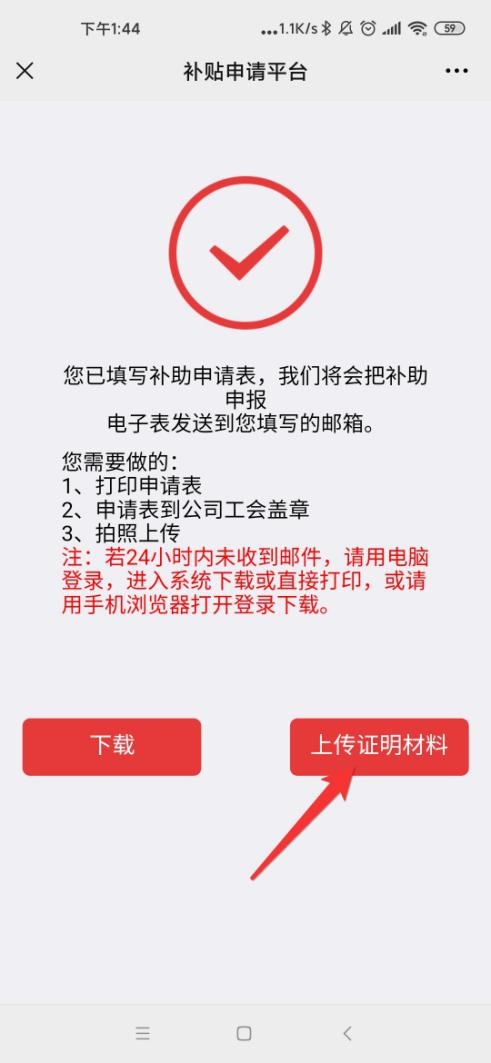 下午1:44
...1.1K/s
59
补贴申请平台
您已填写补助申请表，我们将会把补助
申报
电子表发送到您填写的邮箱。
您需要做的：
1、打印申请表
2、申请表到公司工会盖章
3、拍照上传
注：若24小时内未收到邮件，请用电脑
登录，进入系统下载或直接打印，或请
用手机浏览器打开登录下载。
下载
上传证明材料